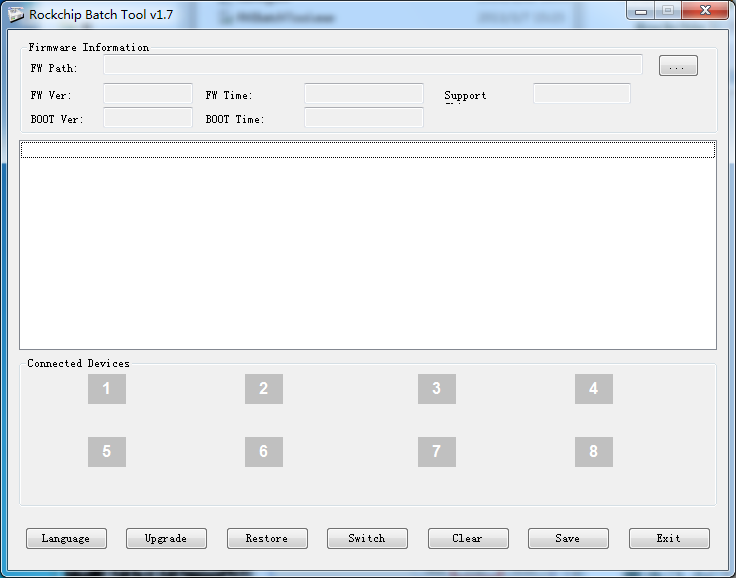 Rockchip Batch Tool v1.7
Firmware Information
FW Path:
...
FW Ver: FW Time: Support
BOOT Ver: BOOT Time:
Connected Devices
1 2 3 4
5 6 7 8
Language Upgrade Restore Switch Clear Save Exit